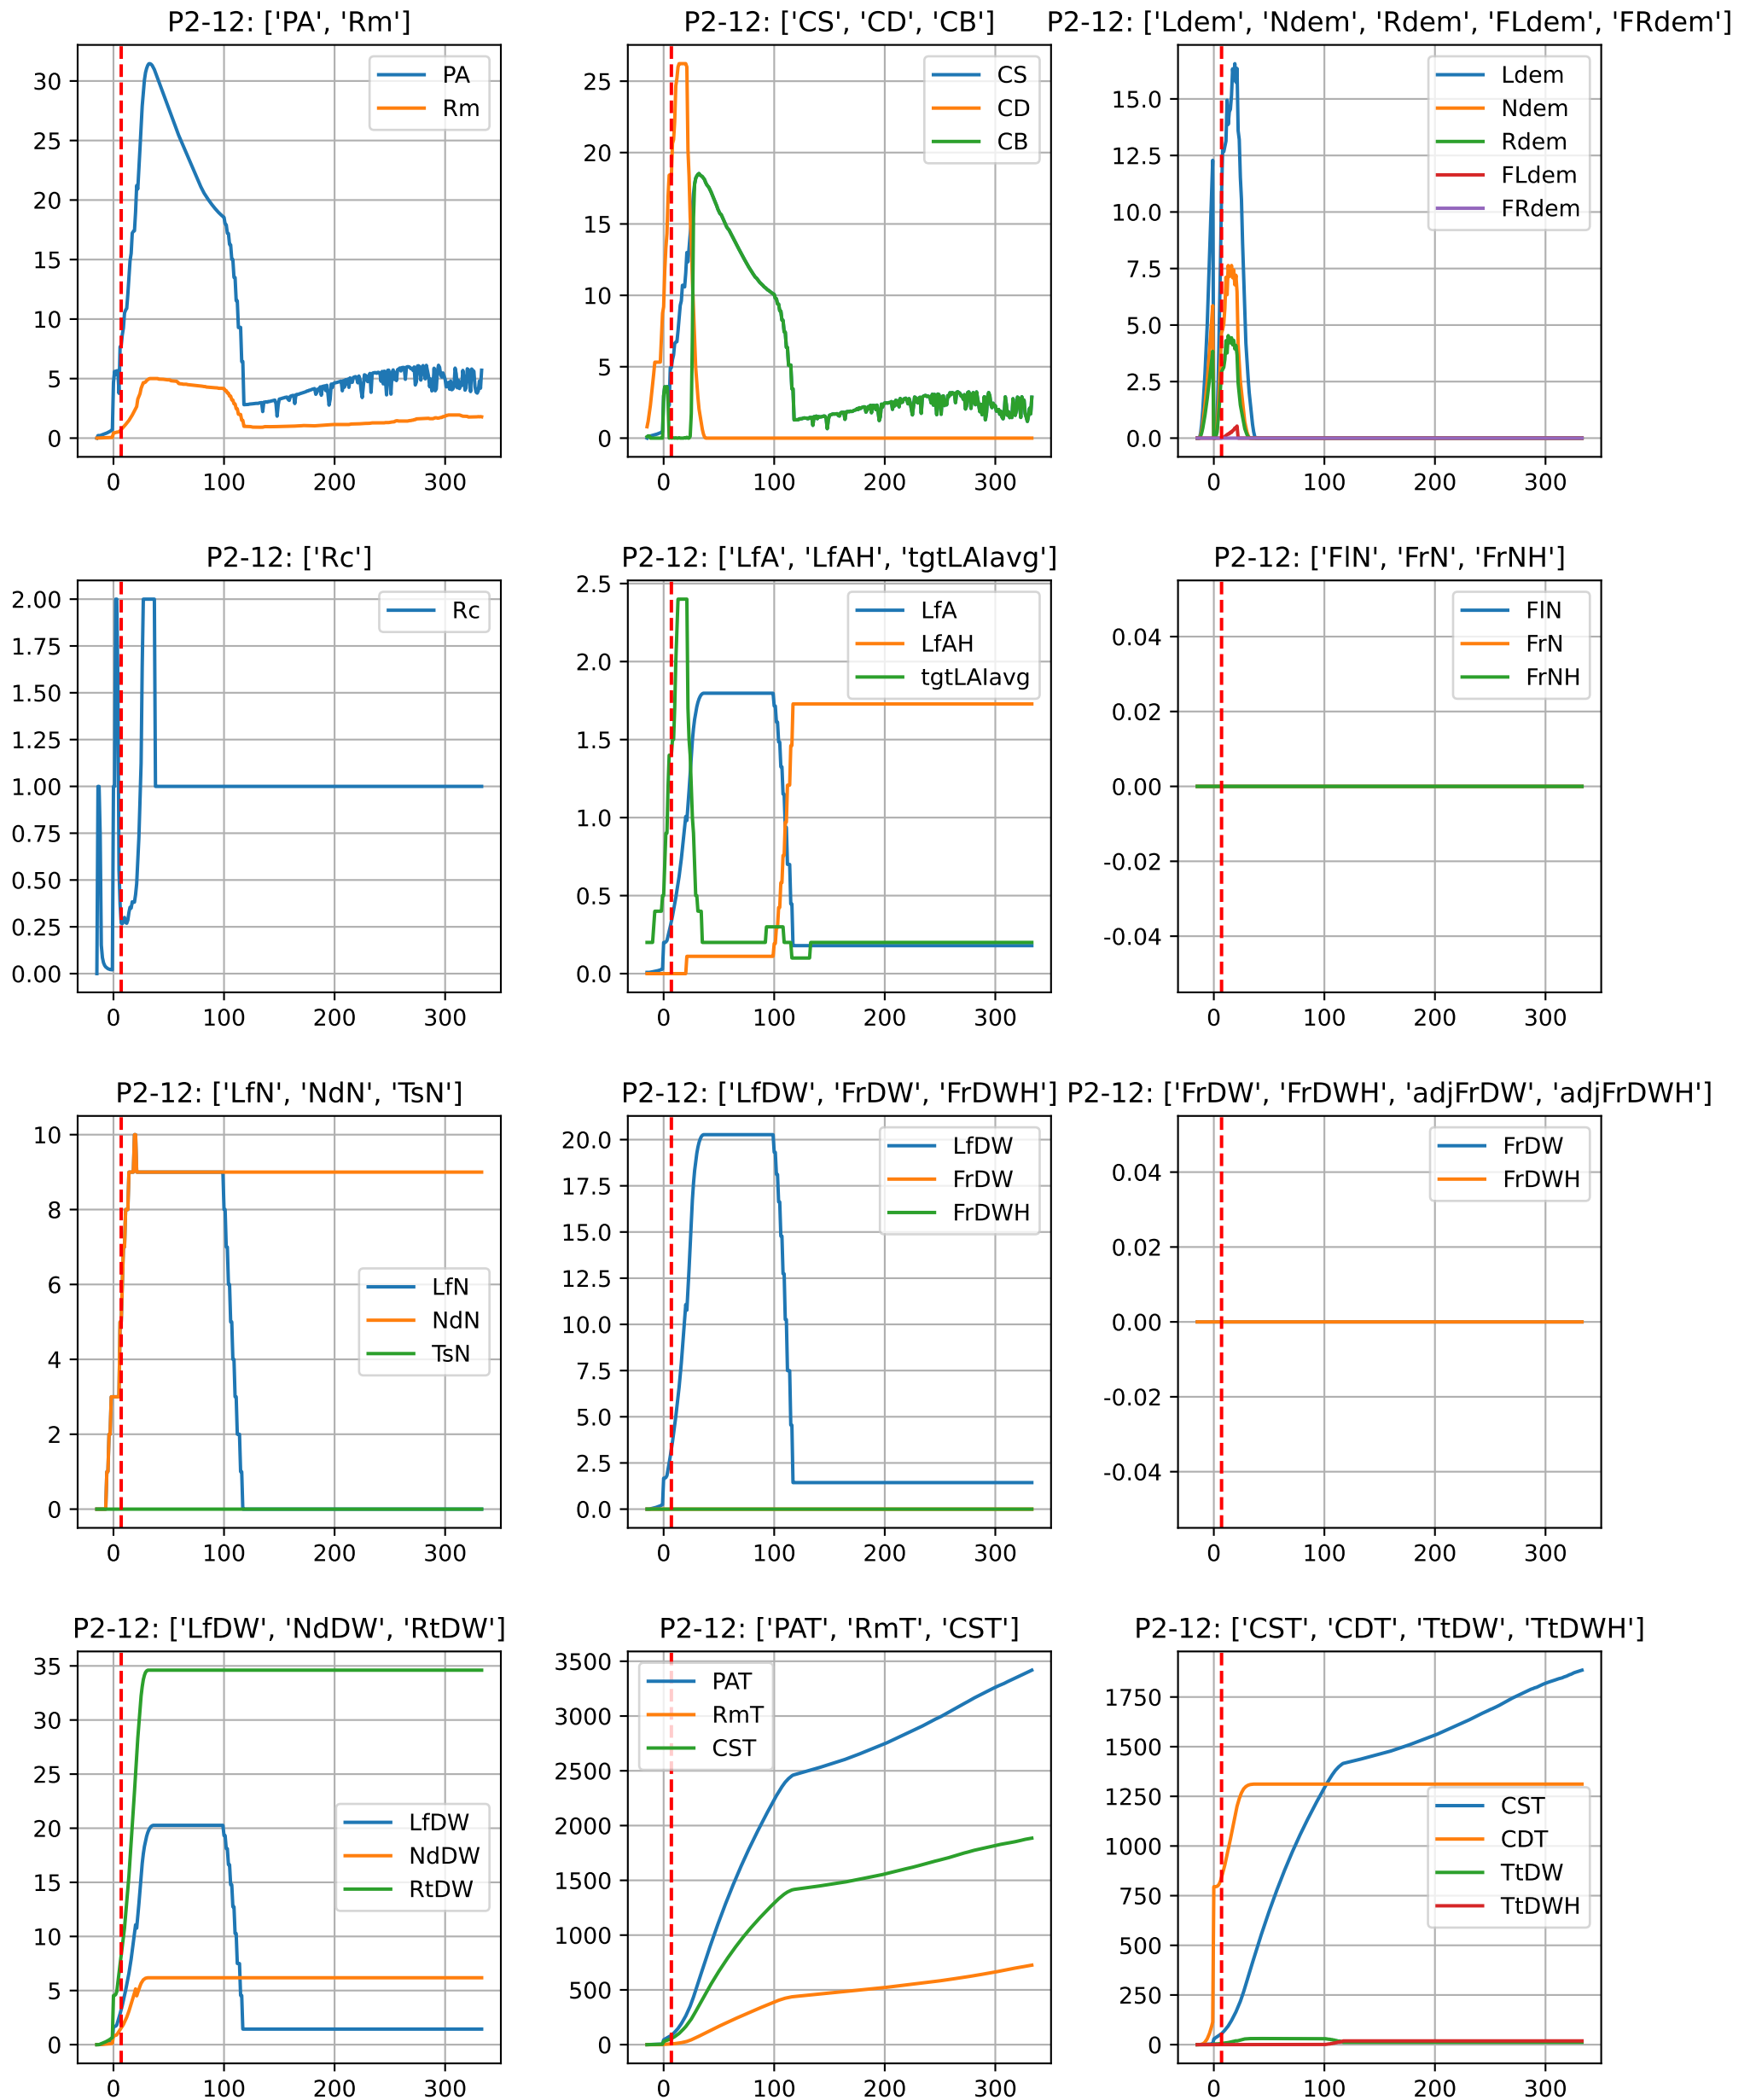 P2-12: ['PA', 'Rm']
30
25
20
15
10
5
0
0 100 200 300
PA
Rm
P2-12: ['CS', 'CD', 'CB']
25
20
15
10
5
0
0 100 200 300
CS
CD
CB
P2-12: ['Ldem', 'Ndem', 'Rdem', 'FLdem', 'FRdem']
15.0
12.5
10.0
7.5
5.0
2.5
0.0
0 100 200 300
Ldem
Ndem
Rdem
FLdem
FRdem
P2-12: ['Rc']
2.00
1.75
1.50
1.25
1.00
0.75
0.50
0.25
0.00
0 100 200 300
Rc
P2-12: ['LfA', 'LfAH', 'tgtLAIavg']
2.5
2.0
1.5
1.0
0.5
0.0
0 100 200 300
LfA
LfAH
tgtLAIavg
P2-12: ['FlN', 'FrN', 'FrNH']
0.04
0.02
0.00
-0.02
-0.04
0 100 200 300
FlN
FrN
FrNH
P2-12: ['LfN', 'NdN', 'TsN']
10
8
6
4
2
0
0 100 200 300
LfN
NdN
TsN
P2-12: ['LfDW', 'FrDW', 'FrDWH']
20.0
17.5
15.0
12.5
10.0
7.5
5.0
2.5
0.0
0 100 200 300
LfDW
FrDW
FrDWH
P2-12: ['FrDW', 'FrDWH', 'adjFrDW', 'adjFrDWH']
0.04
0.02
0.00
-0.02
-0.04
0 100 200 300
FrDW
FrDWH
P2-12: ['LfDW', 'NdDW', 'RtDW']
35
30
25
20
15
10
5
0
0 100 200 300
LfDW
NdDW
RtDW
P2-12: ['PAT', 'RmT', 'CST']
3500
3000
2500
2000
1500
1000
500
0
0 100 200 300
PAT
RmT
CST
P2-12: ['CST', 'CDT', 'TtDW', 'TtDWH']
1750
1500
1250
1000
750
500
250
0
0 100 200 300
CST
CDT
TtDW
TtDWH